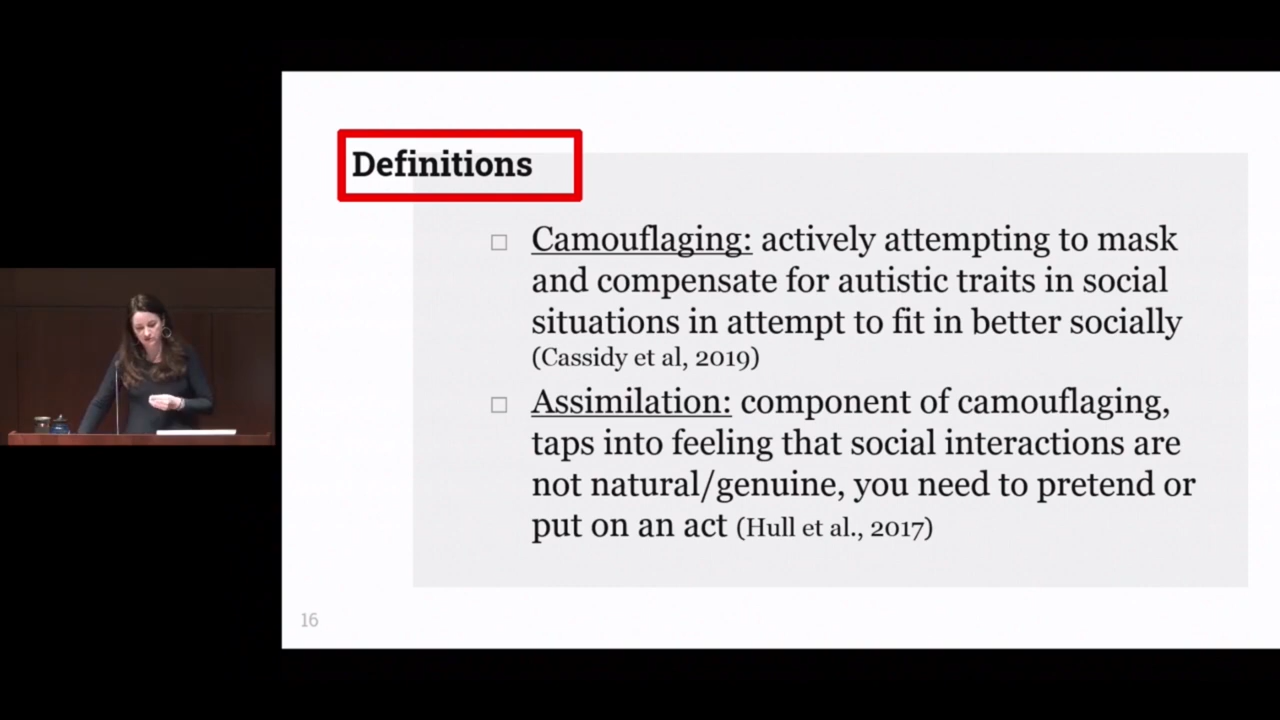 Definitions
Camouflaging: actively attempting to mask
and compensate for autistic traits in social
situations in attempt to fit in better socially
(Cassidy et al, 2019)
Assimilation: component of camouflaging,
taps into feeling that social interactions are
not natural/genuine, you need to pretend or
put on an act (Hull et al., 2017)
16